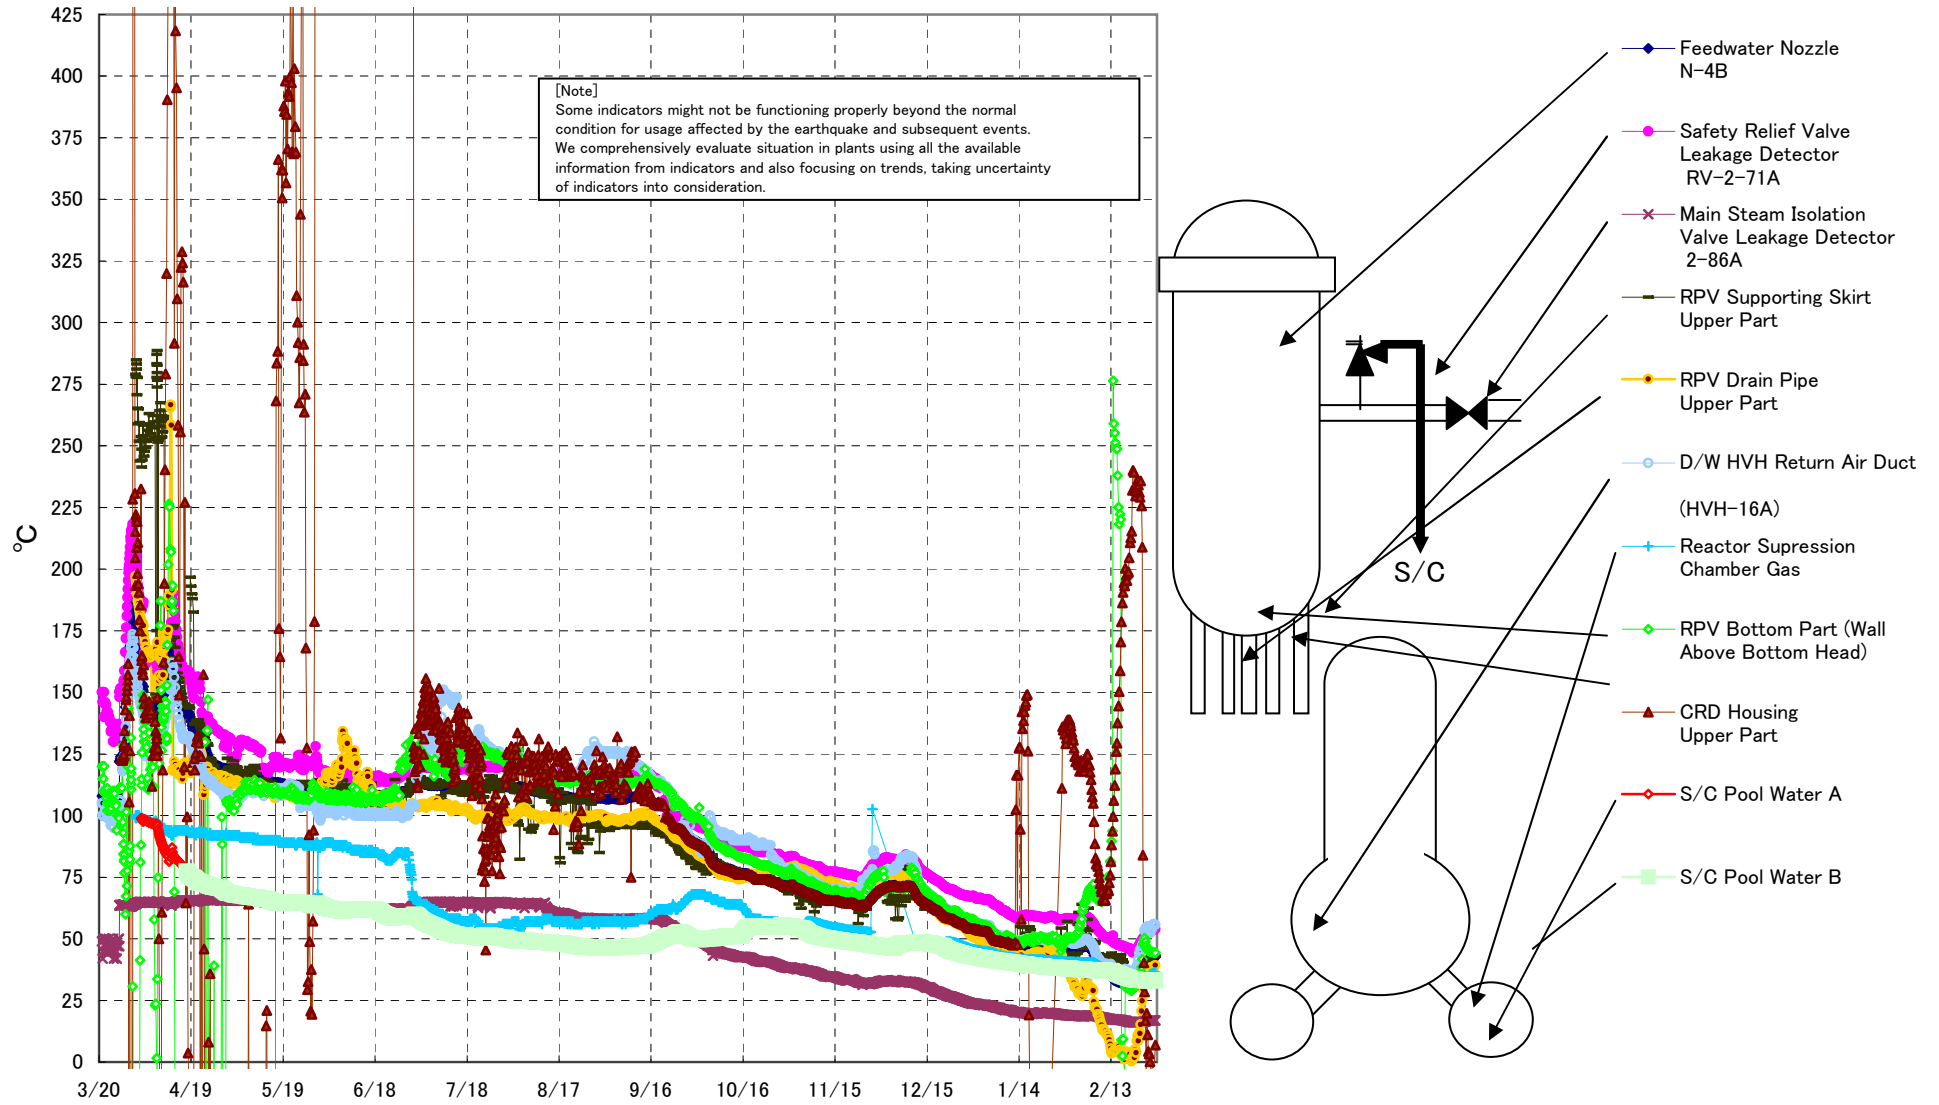 425
400
375
350
325
300
275
250
225
200
175
150
125
100
75
50
25
0
℃
3/20 4/19 5/19 6/18 7/18 8/17 9/16 10/16 11/15 12/15 1/14 2/13
[Note]
Some indicators might not be functioning properly beyond the normal
condition for usage affected by the earthquake and subsequent events.
We comprehensively evaluate situation in plants using all the available
information from indicators and also focusing on trends, taking uncertainty
of indicators into consideration.
S/C
Feedwater Nozzle
N-4B
Safety Relief Valve
Leakage Detector
RV-2-71A
Main Steam Isolation
Valve Leakage Detector
2-86A
RPV Supporting Skirt
Upper Part
RPV Drain Pipe
Upper Part
D/W HVH Return Air Duct
(HVH-16A)
Reactor Supression
Chamber Gas
RPV Bottom Part (Wall
Above Bottom Head)
CRD Housing
Upper Part
S/C Pool Water A
S/C Pool Water B